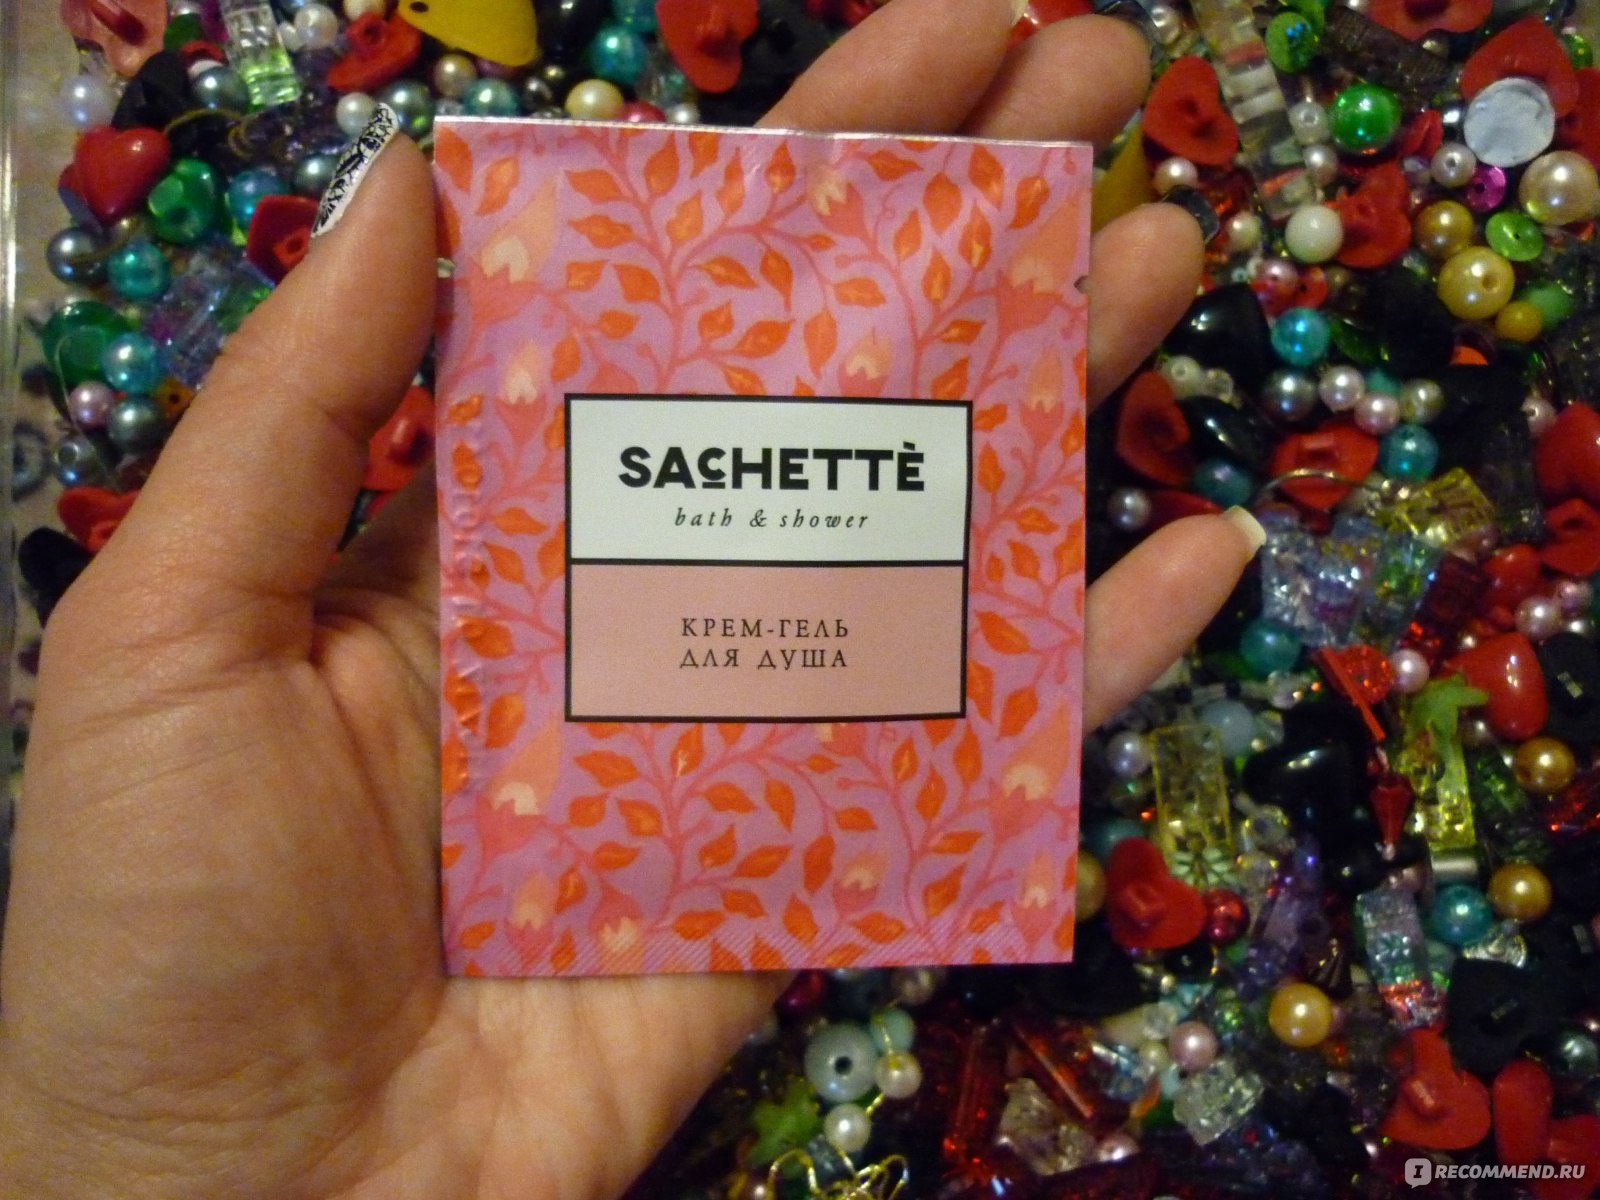 SACHETTÈ
bath & shower
КРЕМ-ГЕЛЬ
ДЛЯ ДУША
IRECOMMEND.RU